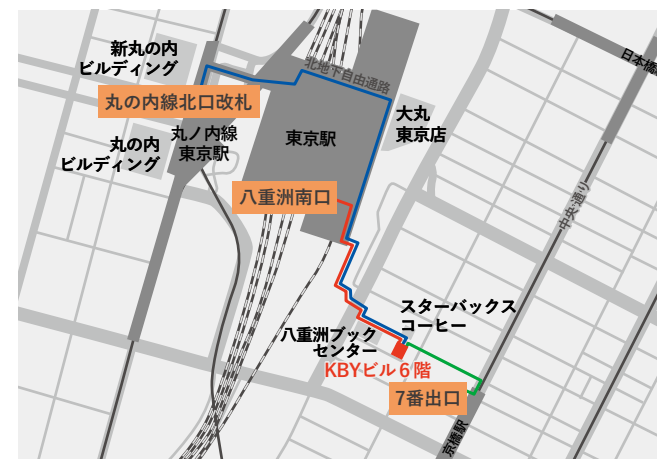 新丸の内
ビルディング
北地下自由通路
日本橋
丸の内線北口改札
大丸
東京店
丸ノ内線
東京駅
東京駅
丸の内
ビルディング
八重洲南口
中央通り
スターバックス
コーヒー
八重洲ブック
センター
KBYビル6階
7番出口
京橋駅